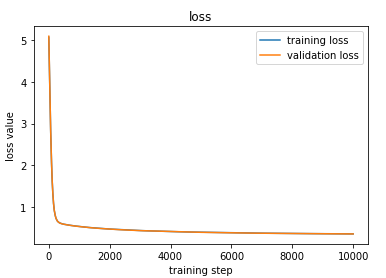 loss
training loss
validation loss
5
4
3
2
1
loss value
0
2000
4000
6000
8000
10000
training step